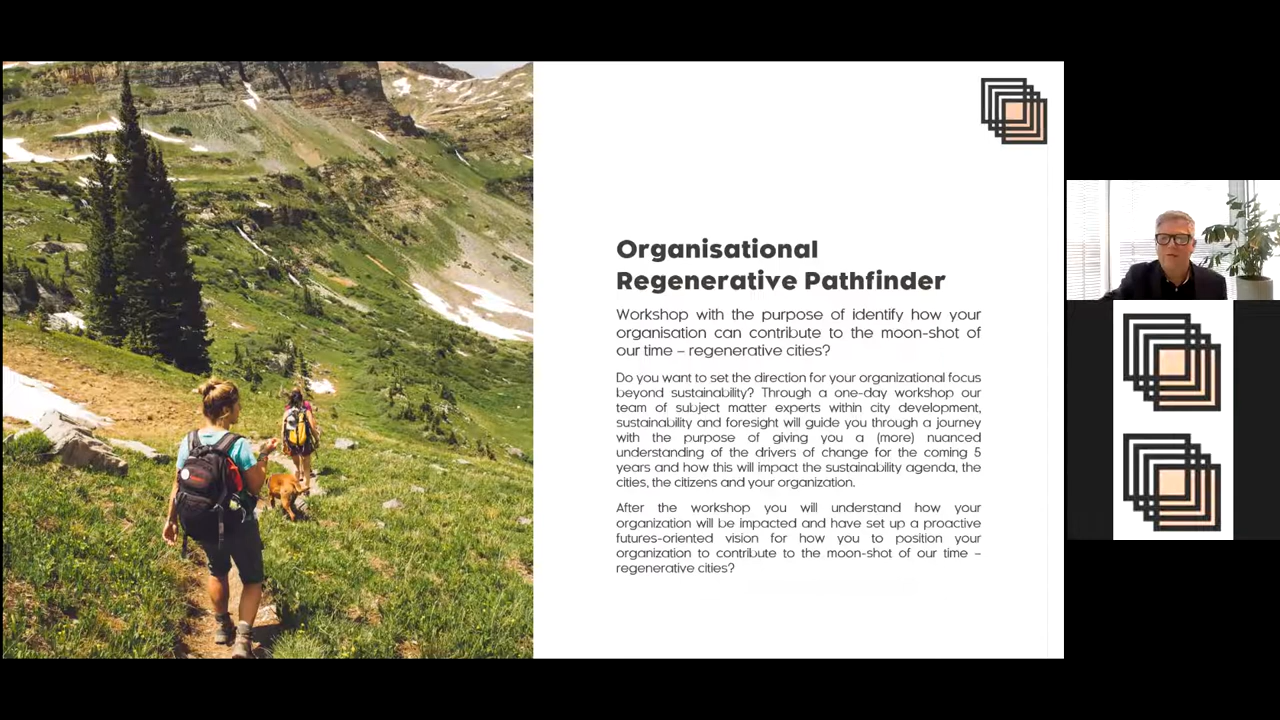 Organisational
Regenerative Pathfinder
Workshop with the purpose of identify how your
organisation can contribute to the moon-shot of
our time – regenerative cities?
Do you want to set the direction for your organizational focus
beyond sustainability? Through a one-day workshop our
team of subject matter experts within city development,
sustainability and foresight will guide you through a journey
with the purpose of giving you a (more) nuanced
understanding of the drivers of change for the coming 5
years and how this will impact the sustainability agenda, the
cities, the citizens and your organization.
After the workshop you will understand how your
organization will be impacted and have set up a proactive
futures-oriented vision for how you to position your
organization to contribute to the moon-shot of our time –
regenerative cities?